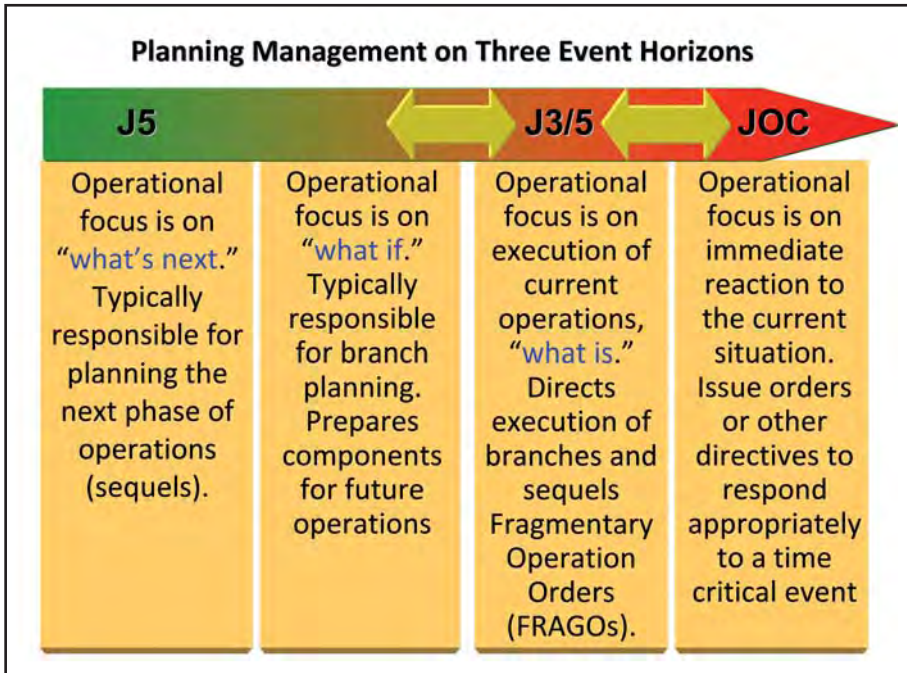 Planning Management on Three Event Horizons
J5
J3/5
JOC
Operational
focus is on
“what’s next.”
Typically
responsible for
planning the
next phase of
operations
(sequels).
Operational
focus is on
“what if.”
Typically
responsible
for branch
planning.
Prepares
components
for future
operations
Operational
focus is on
execution of
current
operations,
“what is.”
Directs
execution of
branches and
sequels
Fragmentary
Operation
Orders
(FRAGOs).
Operational
focus is on
immediate
reaction to
the current
situation.
Issue orders
or other
directives to
respond
appropriately
to a time
critical event